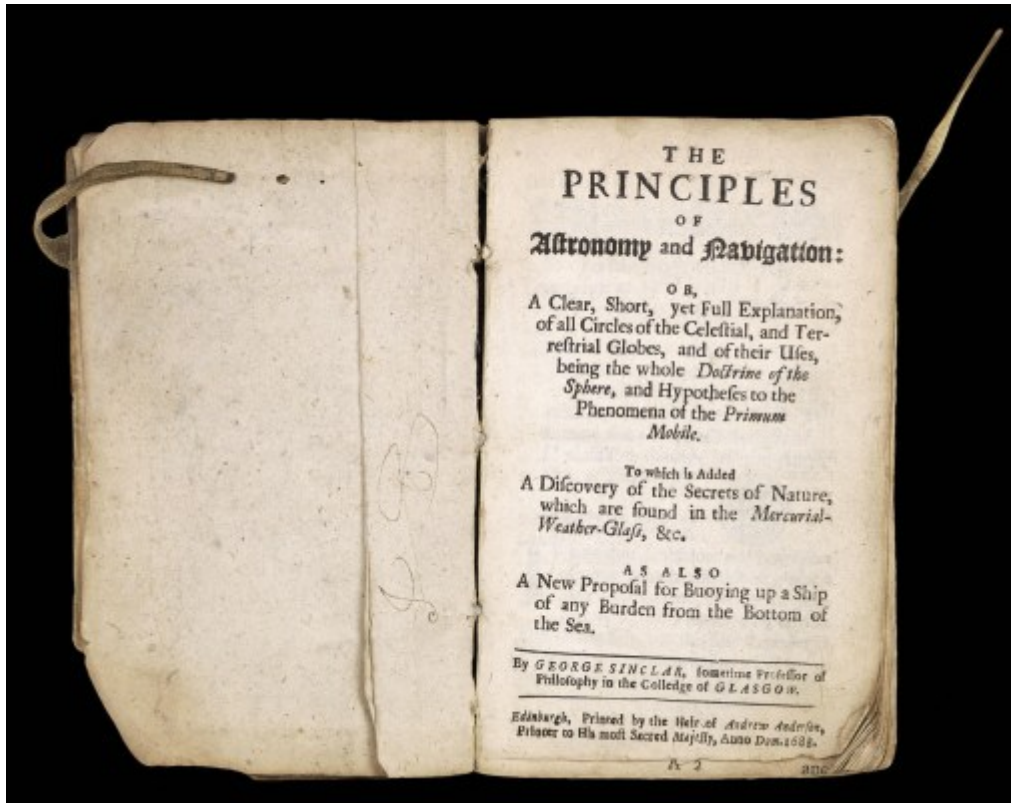 THE
PRINCIPLES
OF
Aſtronomy and Navigation:
OR,
A Clear, Short, yet Full Explanation,
of all Circles of the Celeſtial, and Ter-
reſtrial Globes, and of their Uſes,
being the whole Doctrine of the
Sphere, and Hypotheſes to the
Phenomena of the Primum
Mobile.
To which is Added
A Diſcovery of the Secrets of Nature,
which are found in the Mercurial-
Weather-Glaſs, &c.
AS ALSO
A New Propoſal for Buoying up a Ship
of any Burden from the Bottom of
the Sea.
By GEORGE SINCLAR, ſometime Profeſſor of
Philoſophy in the Colledge of GLASGOW.
Edinburgh, Printed by the Heir of Andrew Anderſon,
Printer to His moſt Sacred Majeſty, Anno Dom. 1688.
A 2